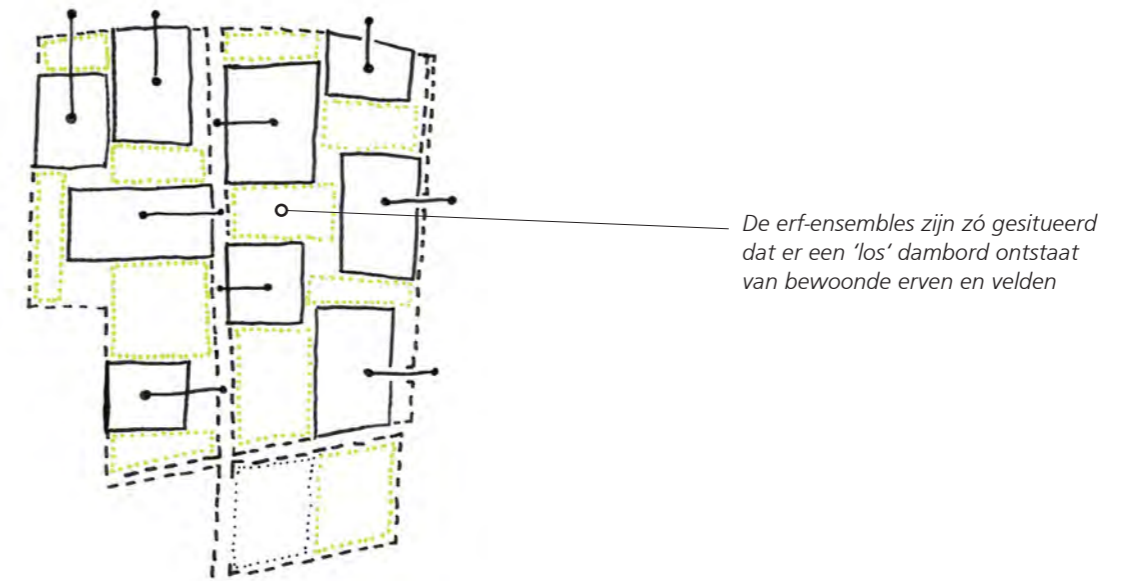 De erf-ensembles zijn zó gesitueerd
dat er een ‘los‘ dambord ontstaat
van bewoonde erven en velden